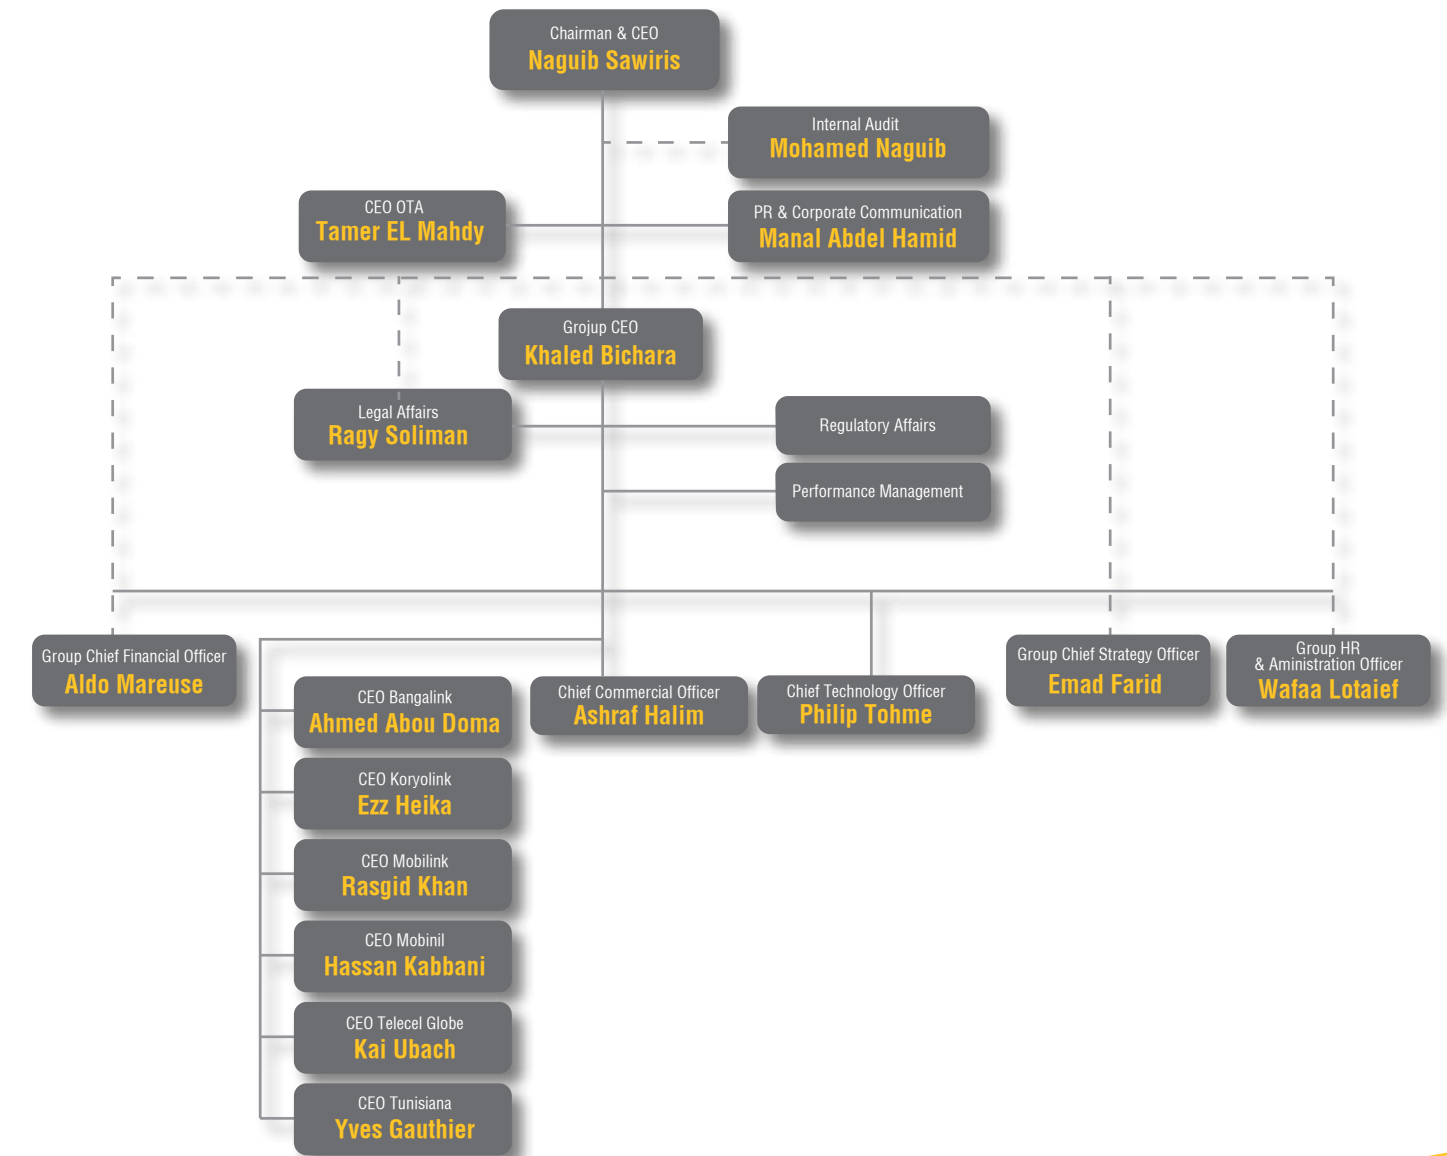 Chairman & CEO
Naguib Sawiris
Internal Audit
Mohamed Naguib
CEO OTA
Tamer EL Mahdy
PR & Corporate Communication
Manal Abdel Hamid
Grojup CEO
Khaled Bichara
Legal Affairs
Ragy Soliman
Regulatory Affairs
Performance Management
Group Chief Financial Officer
Aldo Mareuse
CEO Bangalink
Ahmed Abou Doma
CEO Koryolink
Ezz Heika
CEO Mobilink
Rasgid Khan
CEO Mobinil
Hassan Kabbani
CEO Telecel Globe
Kai Ubach
CEO Tunisiana
Yves Gauthier
Chief Commercial Officer
Ashraf Halim
Chief Technology Officer
Philip Tohme
Group Chief Strategy Officer
Emad Farid
Group HR
& Aministration Officer
Wafaa Lotaief